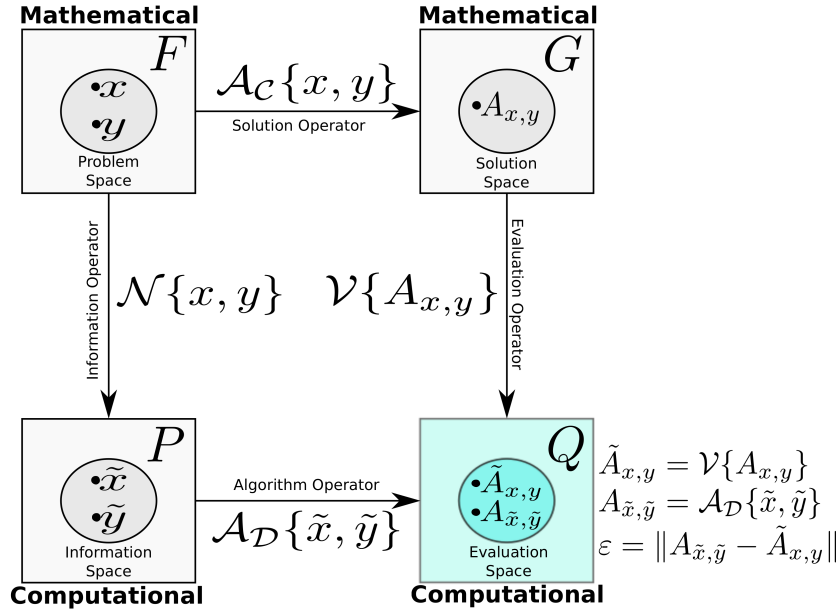 Mathematical
Mathematical
F
•x
•y
Problem
Space
𝒜_𝒞{x, y}
Solution Operator
G
•A_{x,y}
Solution
Space
Information Operator
𝒩{x, y}
𝒱{A_{x,y}}
Evaluation Operator
P
•x̃
•ỹ
Information
Space
Computational
Algorithm Operator
𝒜_𝒟{x̃, ỹ}
Q
•Ã_{x,y}
•A_{x̃,ỹ}
Evaluation
Space
Computational
Ã_{x,y} = 𝒱{A_{x,y}}
A_{x̃,ỹ} = 𝒜_𝒟{x̃, ỹ}
ε = ‖A_{x̃,ỹ} − Ã_{x,y}‖